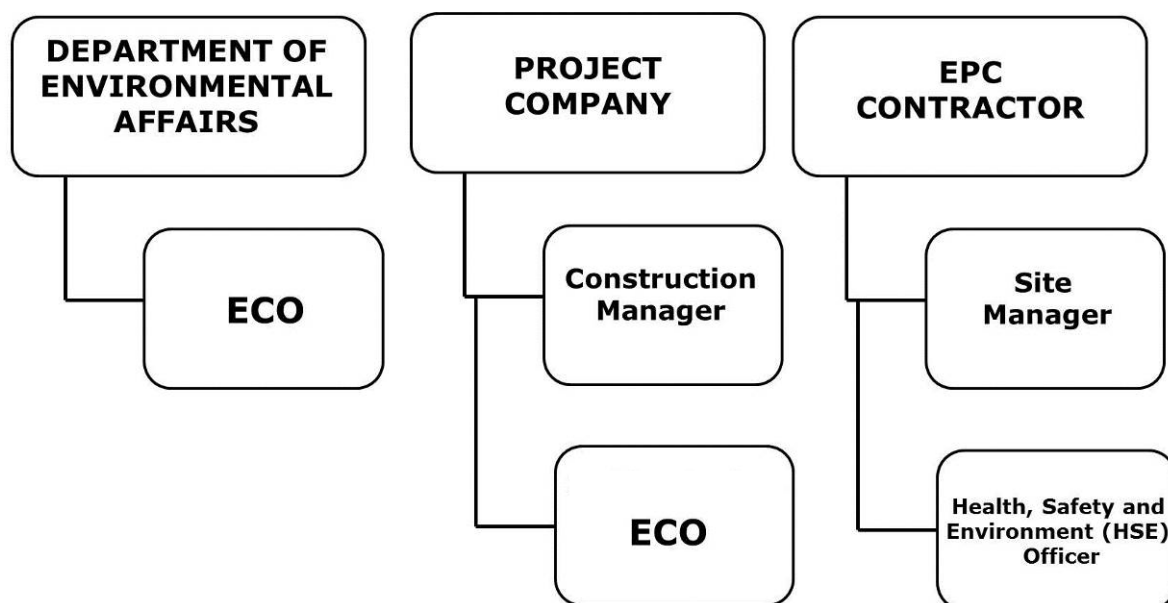 DEPARTMENT OF
ENVIRONMENTAL
AFFAIRS
ECO
PROJECT
COMPANY
Construction
Manager
ECO
EPC
CONTRACTOR
Site
Manager
Health, Safety and
Environment (HSE)
Officer